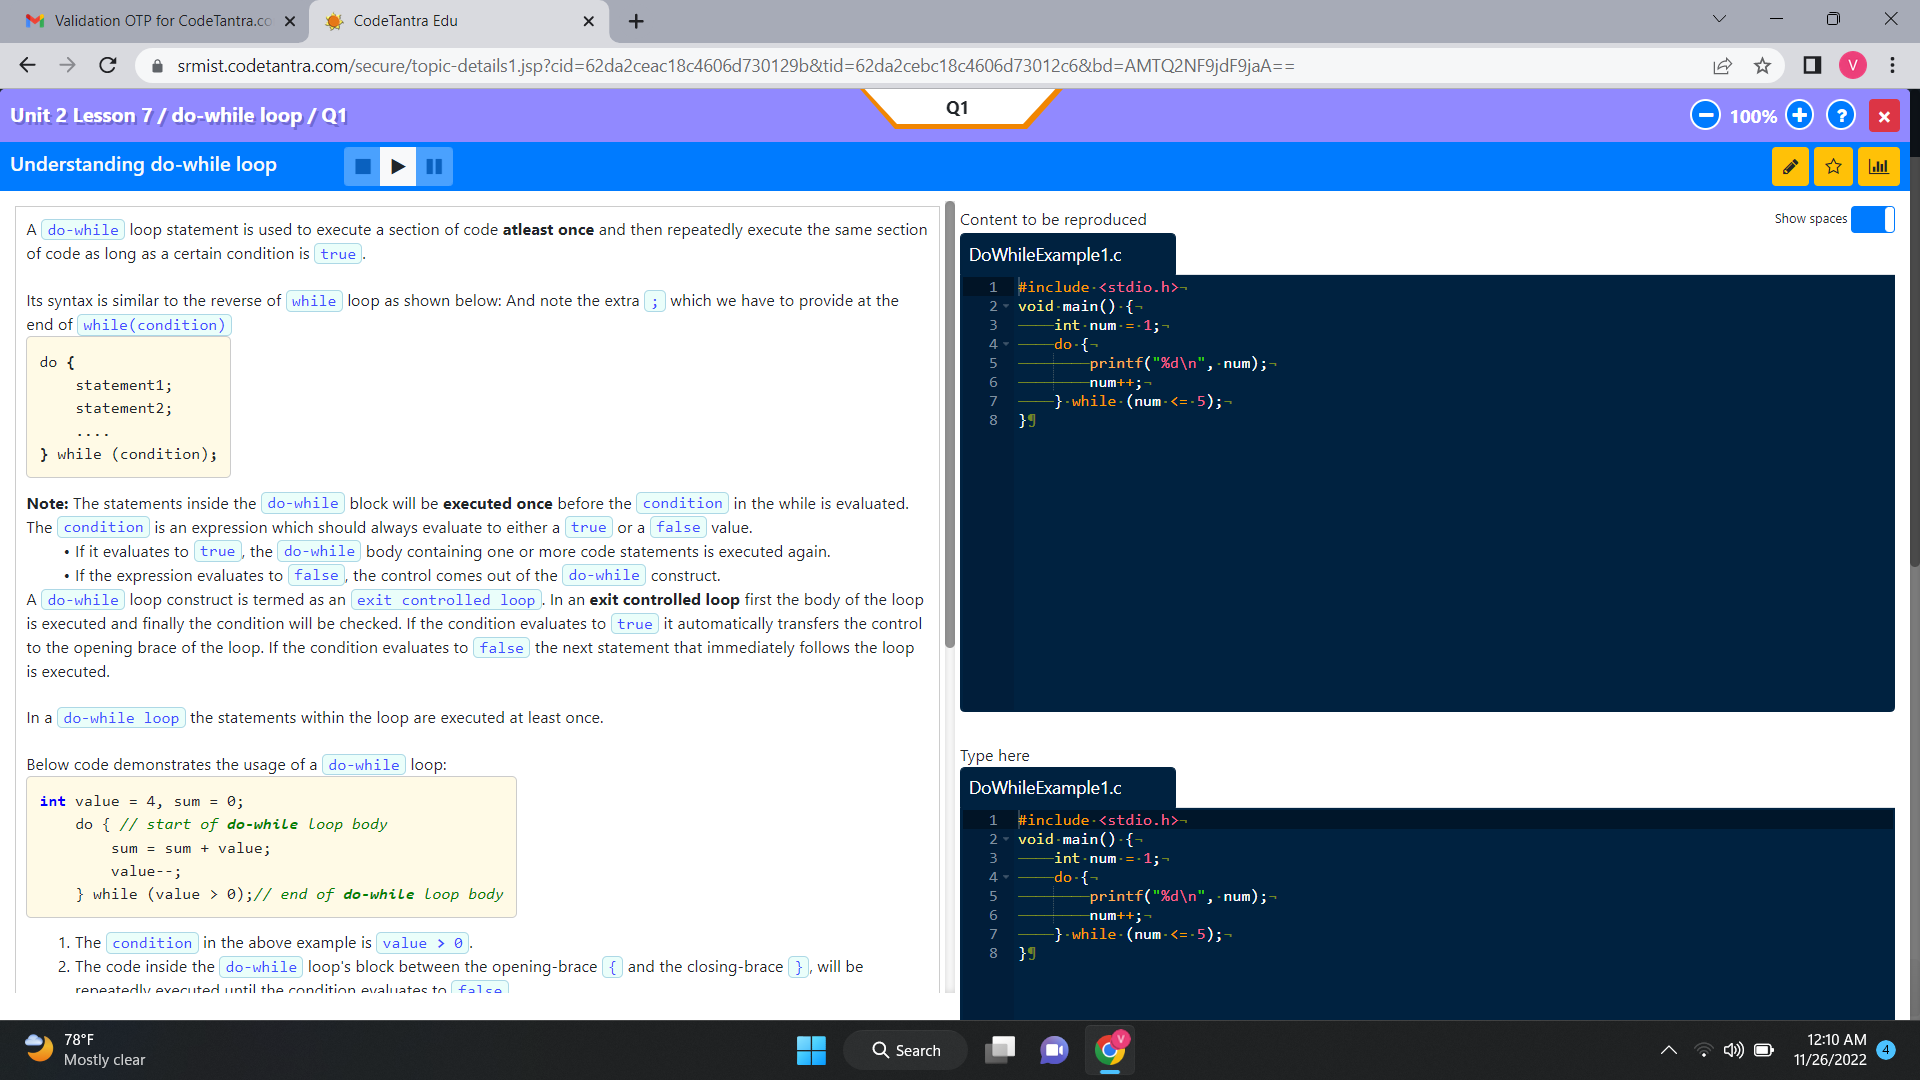 Validation OTP for CodeTantra.co
CodeTantra Edu
srmist.codetantra.com/secure/topic-details1.jsp?cid=62da2ceac18c4606d730129b&tid=62da2cebc18c4606d73012c6&bd=AMTQ2NF9jdF9jaA==
V
Unit 2 Lesson 7 / do-while loop / Q1
Q1
100%
?
Understanding do-while loop
A do-while loop statement is used to execute a section of code atleast once and then repeatedly execute the same section
of code as long as a certain condition is true.
Its syntax is similar to the reverse of while loop as shown below: And note the extra ; which we have to provide at the
end of while(condition)
do {
statement1;
statement2;
....
} while (condition);
Note: The statements inside the do-while block will be executed once before the condition in the while is evaluated.
The condition is an expression which should always evaluate to either a true or a false value.
• If it evaluates to true, the do-while body containing one or more code statements is executed again.
• If the expression evaluates to false, the control comes out of the do-while construct.
A do-while loop construct is termed as an exit controlled loop. In an exit controlled loop first the body of the loop
is executed and finally the condition will be checked. If the condition evaluates to true it automatically transfers the control
to the opening brace of the loop. If the condition evaluates to false the next statement that immediately follows the loop
is executed.
In a do-while loop the statements within the loop are executed at least once.
Below code demonstrates the usage of a do-while loop:
int value = 4, sum = 0;
do { // start of do-while loop body
sum = sum + value;
value--;
} while (value > 0);// end of do-while loop body
1. The condition in the above example is value > 0.
2. The code inside the do-while loop's block between the opening-brace { and the closing-brace }, will be
repeatedly executed until the condition evaluates to false
Content to be reproduced
Show spaces
DoWhileExample1.c
1 #include·<stdio.h>¬
2 void·main()·{¬
3 ————int·num·=·1;¬
4 ————do·{¬
5 ————————printf("%d\n",·num);¬
6 ————————num++;¬
7 ————}·while·(num·<=·5);¬
8 }¶
Type here
DoWhileExample1.c
1 #include·<stdio.h>¬
2 void·main()·{¬
3 ————int·num·=·1;¬
4 ————do·{¬
5 ————————printf("%d\n",·num);¬
6 ————————num++;¬
7 ————}·while·(num·<=·5);¬
8 }¶
78°F
Mostly clear
Search
V
12:10 AM
11/26/2022
4